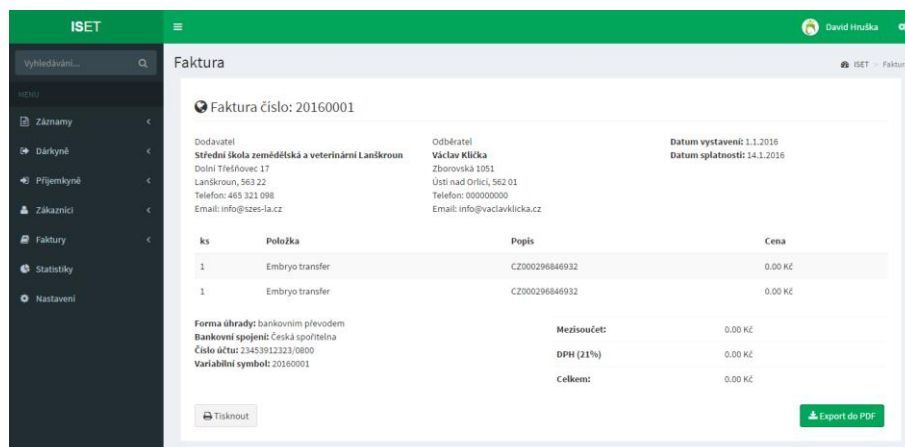 ISET
David Hruška
Vyhledávání...
MENU
Záznamy
Dárkyně
Příjemkyně
Zákazníci
Faktury
Statistiky
Nastavení
Faktura
ISET > Faktur
Faktura číslo: 20160001
Dodavatel
Střední škola zemědělská a veterinární Lanškroun
Dolní Třešňovec 17
Lanškroun, 563 22
Telefon: 465 321 098
Email: info@szes-la.cz
Odběratel
Václav Klička
Zborovská 1051
Ústí nad Orlicí, 562 01
Telefon: 000000000
Email: info@vaclavklicka.cz
Datum vystavení: 1.1.2016
Datum splatnosti: 14.1.2016
ks Položka Popis Cena
1 Embryo transfer CZ000296846932 0.00 Kč
1 Embryo transfer CZ000296846932 0.00 Kč
Forma úhrady: bankovním převodem
Bankovní spojení: Česká spořitelna
Číslo účtu: 23453912323/0800
Variabilní symbol: 20160001
Mezisoučet: 0.00 Kč
DPH (21%) 0.00 Kč
Celkem: 0.00 Kč
Tisknout
Export do PDF